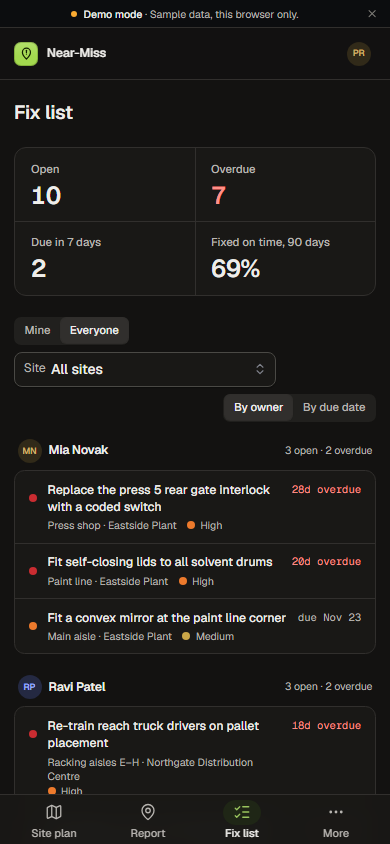 Demo mode · Sample data, this browser only.
Near-Miss
PR
Fix list
Open
10
Overdue
7
Due in 7 days
2
Fixed on time, 90 days
69%
Mine
Everyone
Site All sites
By owner
By due date
MN
Mia Novak
3 open · 2 overdue
Replace the press 5 rear gate interlock
with a coded switch
28d overdue
Press shop · Eastside Plant
High
Fit self-closing lids to all solvent drums
20d overdue
Paint line · Eastside Plant
High
Fit a convex mirror at the paint line corner
due Nov 23
Main aisle · Eastside Plant
Medium
RP
Ravi Patel
3 open · 2 overdue
Re-train reach truck drivers on pallet
placement
18d overdue
Racking aisles E–H · Northgate Distribution
Centre
High
Site plan
Report
Fix list
More